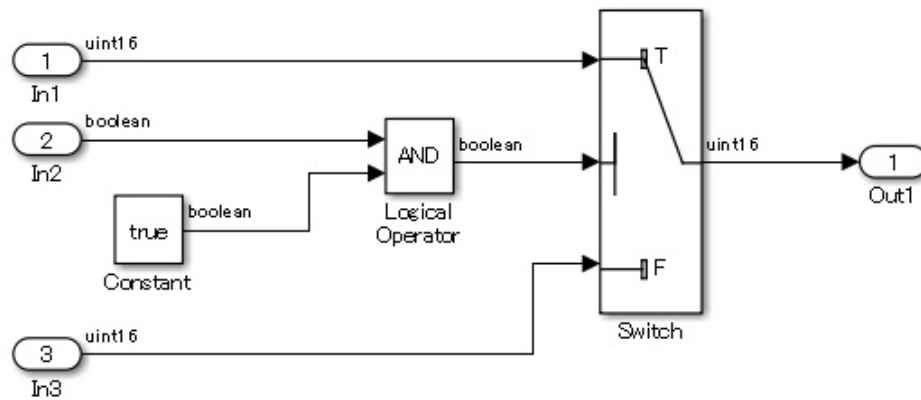 uint16
1
In1
T
boolean
2
In2
AND
boolean
uint16
1
Out1
Logical
Operator
boolean
true
Constant
F
Switch
uint16
3
In3